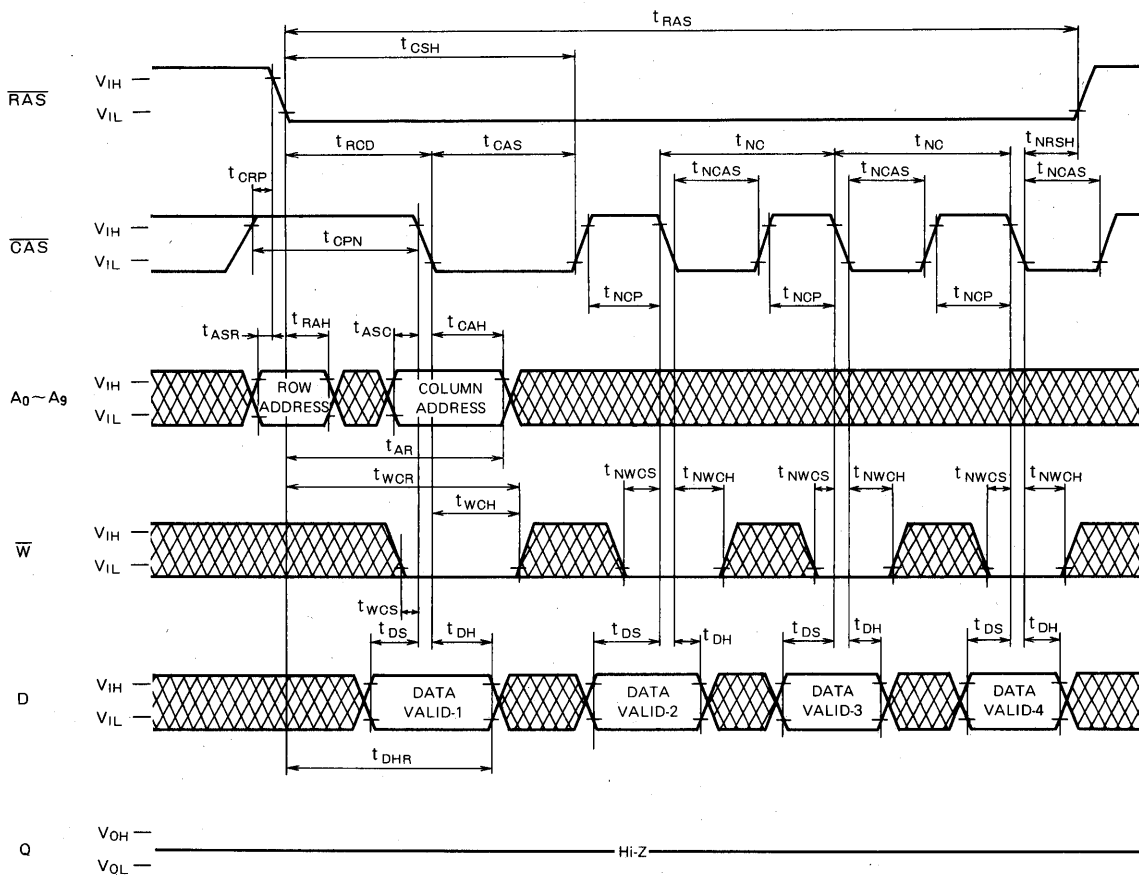 tRAS
tCSH
RAS
VIH
VIL
tRCD
tCAS
tNC
tNC
tNRSH
tCRP
tNCAS
tNCAS
tNCAS
CAS
VIH
VIL
tCPN
tNCP
tNCP
tNCP
tASR
tRAH
tASC
tCAH
A0~A9
VIH
VIL
ROW
ADDRESS
COLUMN
ADDRESS
tAR
tWCR
tWCH
tNWCS
tNWCH
tNWCS
tNWCH
tNWCS
tNWCH
W
VIH
VIL
tWCS
tDS
tDH
tDS
tDH
tDS
tDH
tDS
tDH
D
VIH
VIL
DATA
VALID-1
DATA
VALID-2
DATA
VALID-3
DATA
VALID-4
tDHR
Q
VOH
VOL
Hi-Z